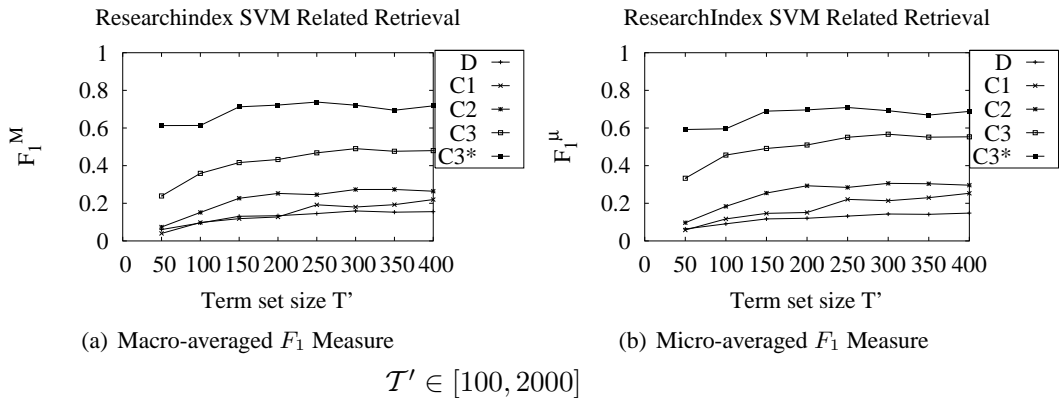 Researchindex SVM Related Retrieval
1
0.8
0.6
0.4
0.2
0
F₁ᴹ
0 50 100 150 200 250 300 350 400
Term set size T'
D
C1
C2
C3
C3*
(a) Macro-averaged F₁ Measure
ResearchIndex SVM Related Retrieval
1
0.8
0.6
0.4
0.2
0
F₁^μ
0 50 100 150 200 250 300 350 400
Term set size T'
D
C1
C2
C3
C3*
(b) Micro-averaged F₁ Measure
𝒯′ ∈ [100, 2000]